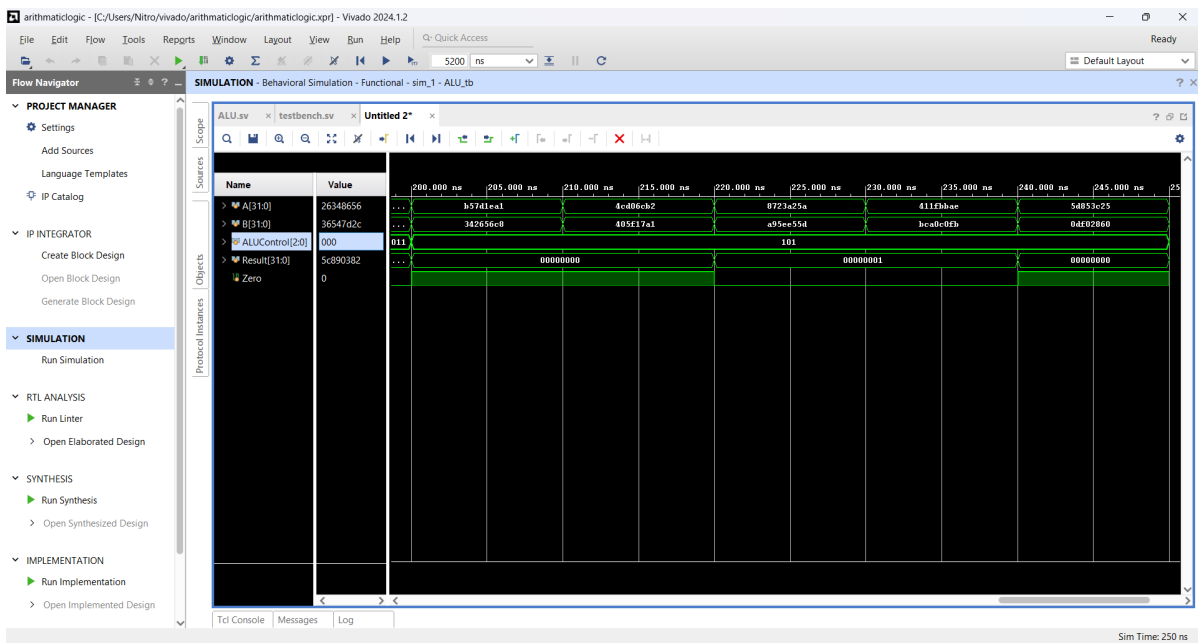 arithmaticlogic - [C:/Users/Nitro/vivado/arithmaticlogic/arithmaticlogic.xpr] - Vivado 2024.1.2
File Edit Flow Tools Reports Window Layout View Run Help Quick Access Ready
5200 ns Default Layout
Flow Navigator SIMULATION - Behavioral Simulation - Functional - sim_1 - ALU_tb
PROJECT MANAGER
Settings
Add Sources
Language Templates
IP Catalog
IP INTEGRATOR
Create Block Design
Open Block Design
Generate Block Design
SIMULATION
Run Simulation
RTL ANALYSIS
Run Linter
Open Elaborated Design
SYNTHESIS
Run Synthesis
Open Synthesized Design
IMPLEMENTATION
Run Implementation
Open Implemented Design
Scope
Sources
Objects
Protocol Instances
ALU.sv testbench.sv Untitled 2*
Name Value 200.000 ns 205.000 ns 210.000 ns 215.000 ns 220.000 ns 225.000 ns 230.000 ns 235.000 ns 240.000 ns 245.000 ns 25
A[31:0] 26348656 ... b57d1ea1 4cd06cb2 8723a25a 411fbbae 5d853c25
B[31:0] 36547d2c ... 342656c8 405f17a1 a95ee55d bca0c0fb 0df02860
ALUControl[2:0] 000 011 101
Result[31:0] 5c890382 ... 00000000 00000001 00000000
Zero 0
Tcl Console Messages Log
Sim Time: 250 ns